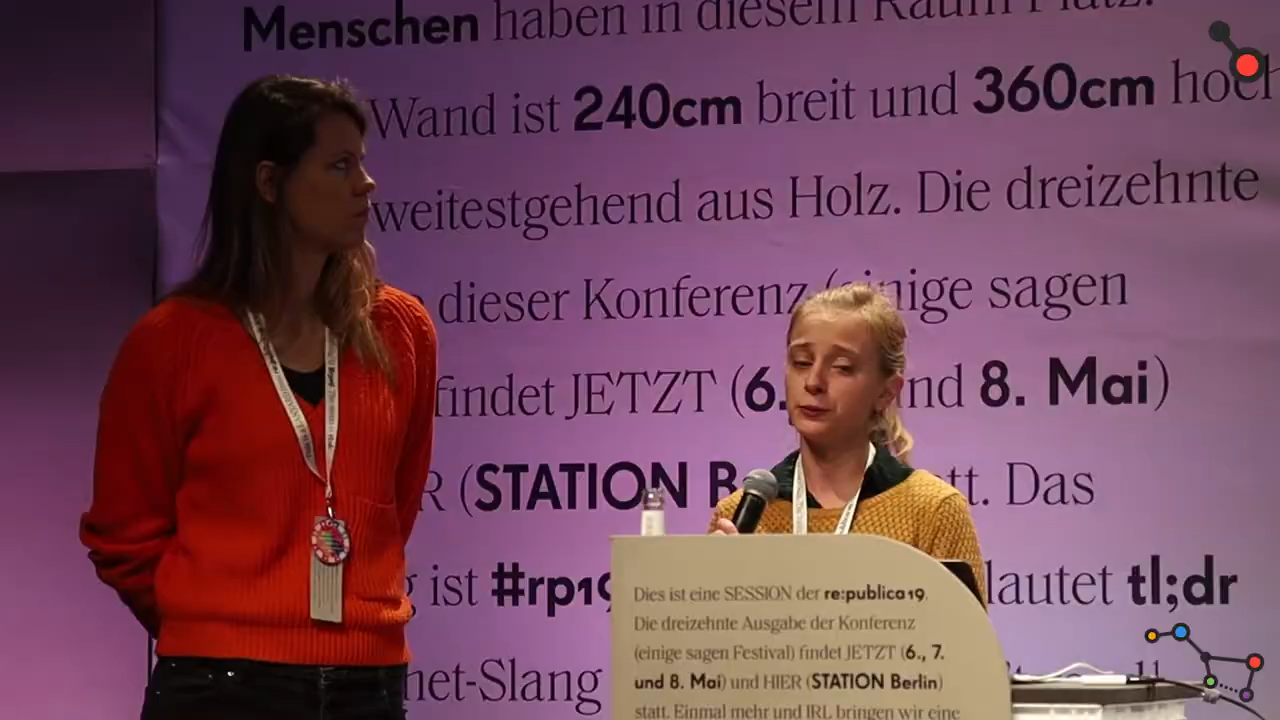 Menschen haben in diesem Raum Platz.
Wand ist 240cm breit und 360cm hoch
weitestgehend aus Holz. Die dreizehnte
dieser Konferenz (einige sagen
findet JETZT (6. und 8. Mai)
R (STATION B tt. Das
g ist #rp19 lautet tl;dr
net-Slang
Dies ist eine SESSION der re:publica19.
Die dreizehnte Ausgabe der Konferenz
(einige sagen Festival) findet JETZT (6., 7.
und 8. Mai) und HIER (STATION Berlin)
statt. Einmal mehr und IRL bringen wir eine